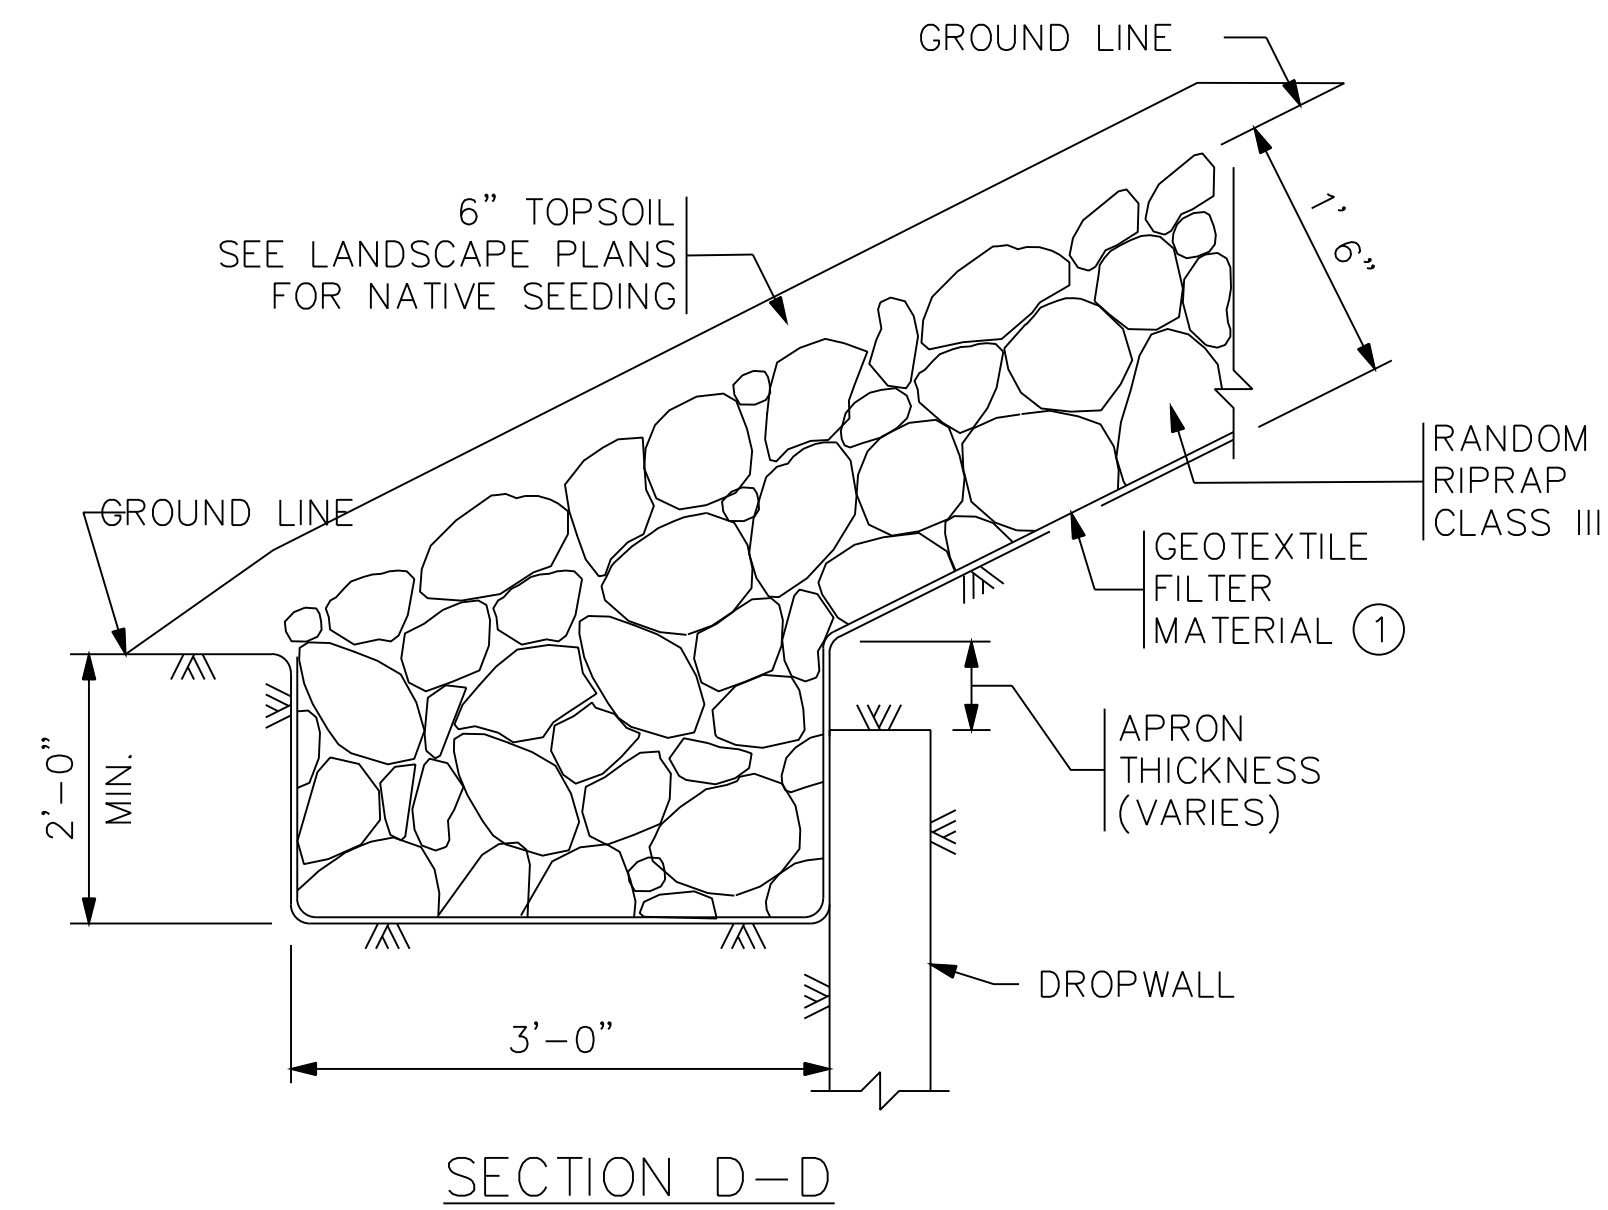 GROUND LINE
6" TOPSOIL
SEE LANDSCAPE PLANS
FOR NATIVE SEEDING
1' 6"
GROUND LINE
RANDOM
RIPRAP
CLASS III
GEOTEXTILE
FILTER
MATERIAL 1
2'-0"
MIN.
APRON
THICKNESS
(VARIES)
DROPWALL
3'-0"
SECTION D-D